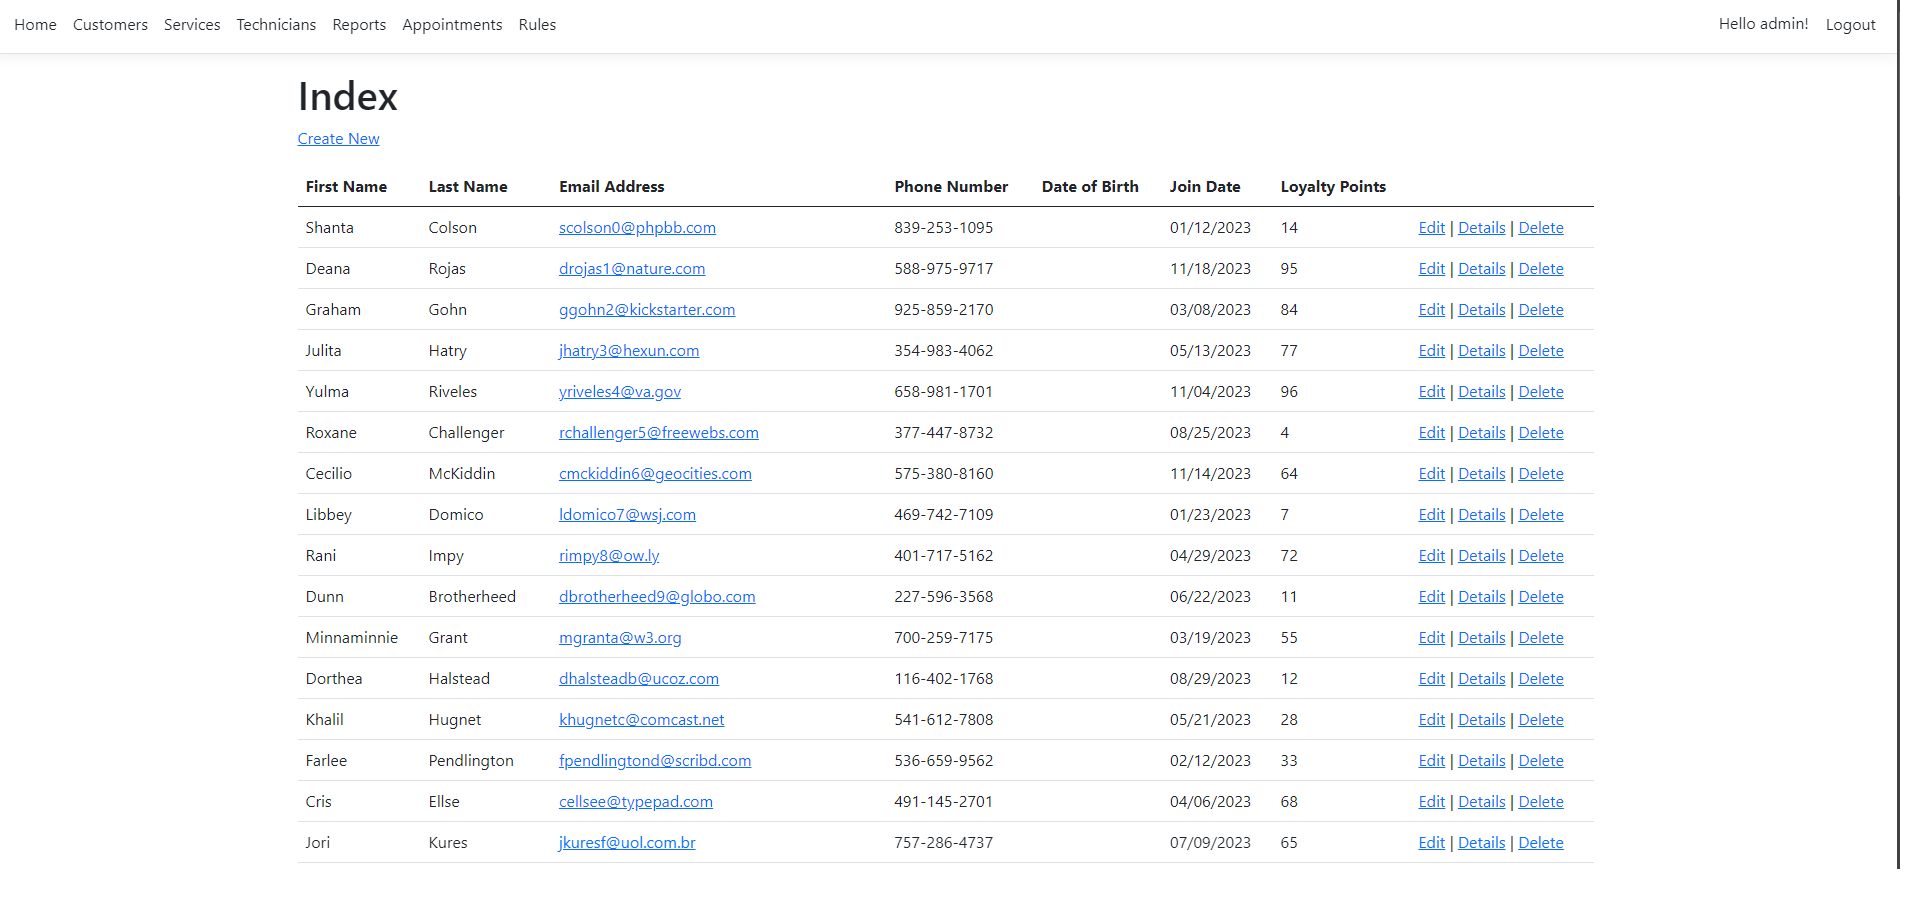 Home Customers Services Technicians Reports Appointments Rules Hello admin! Logout
Index
Create New
First Name Last Name Email Address Phone Number Date of Birth Join Date Loyalty Points
Shanta Colson scolson0@phpbb.com 839-253-1095 01/12/2023 14 Edit | Details | Delete
Deana Rojas drojas1@nature.com 588-975-9717 11/18/2023 95 Edit | Details | Delete
Graham Gohn ggohn2@kickstarter.com 925-859-2170 03/08/2023 84 Edit | Details | Delete
Julita Hatry jhatry3@hexun.com 354-983-4062 05/13/2023 77 Edit | Details | Delete
Yulma Riveles yriveles4@va.gov 658-981-1701 11/04/2023 96 Edit | Details | Delete
Roxane Challenger rchallenger5@freewebs.com 377-447-8732 08/25/2023 4 Edit | Details | Delete
Cecilio McKiddin cmckiddin6@geocities.com 575-380-8160 11/14/2023 64 Edit | Details | Delete
Libbey Domico ldomico7@wsj.com 469-742-7109 01/23/2023 7 Edit | Details | Delete
Rani Impy rimpy8@ow.ly 401-717-5162 04/29/2023 72 Edit | Details | Delete
Dunn Brotherheed dbrotherheed9@globo.com 227-596-3568 06/22/2023 11 Edit | Details | Delete
Minnaminnie Grant mgranta@w3.org 700-259-7175 03/19/2023 55 Edit | Details | Delete
Dorthea Halstead dhalsteadb@ucoz.com 116-402-1768 08/29/2023 12 Edit | Details | Delete
Khalil Hugnet khugnetc@comcast.net 541-612-7808 05/21/2023 28 Edit | Details | Delete
Farlee Pendlington fpendlingtond@scribd.com 536-659-9562 02/12/2023 33 Edit | Details | Delete
Cris Ellse cellsee@typepad.com 491-145-2701 04/06/2023 68 Edit | Details | Delete
Jori Kures jkuresf@uol.com.br 757-286-4737 07/09/2023 65 Edit | Details | Delete